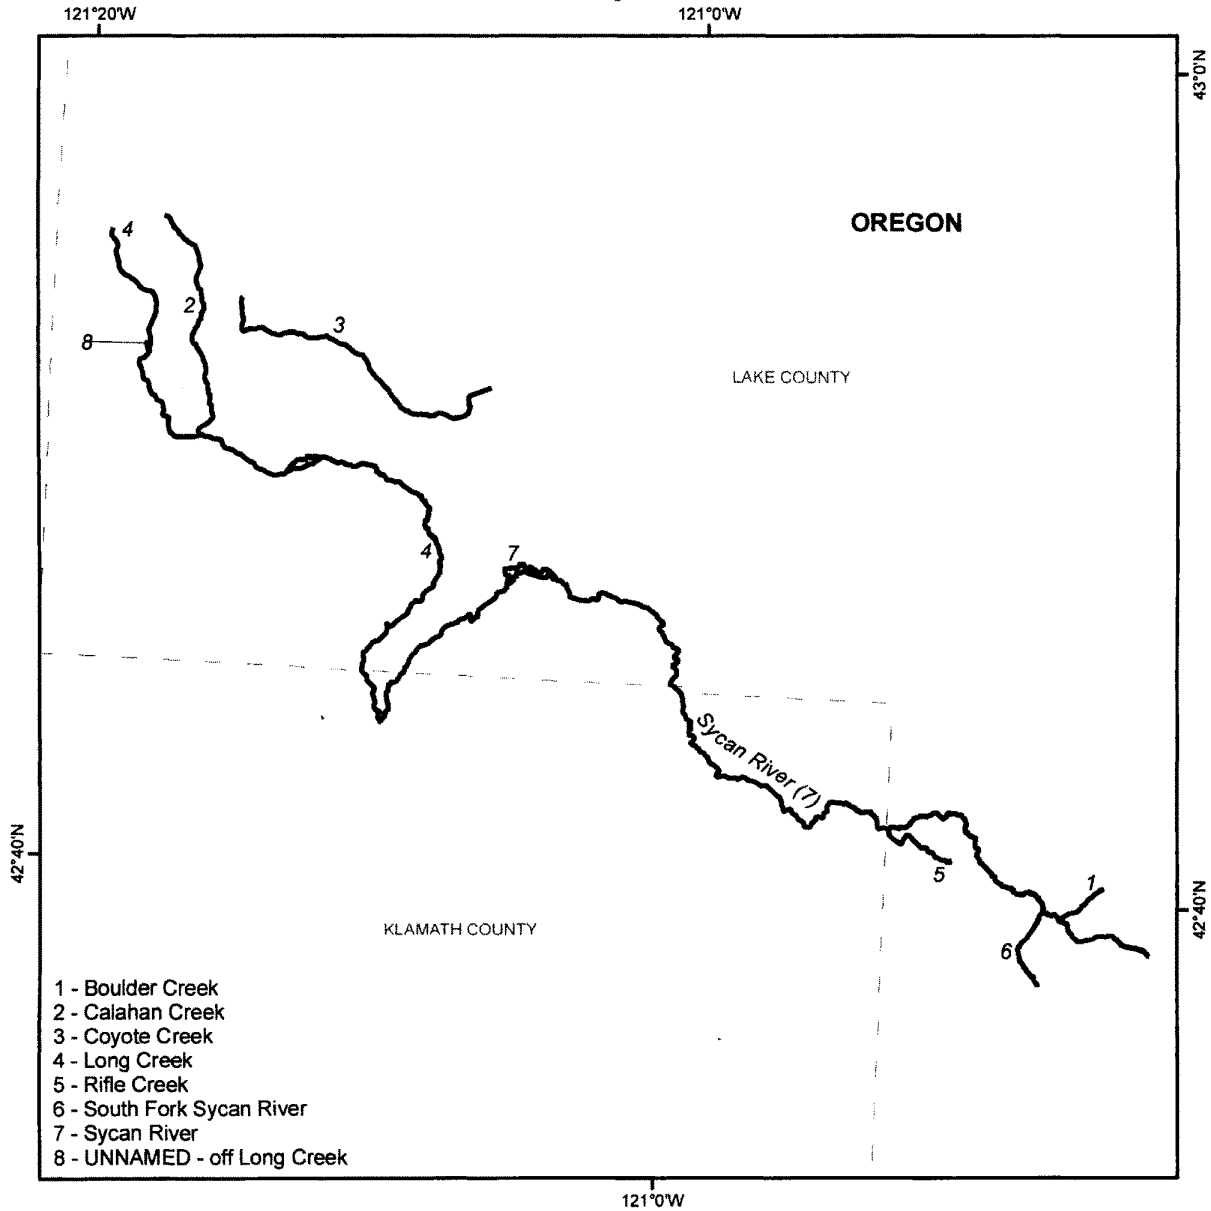 121°20'W
121°0'W
43°0'N
OREGON
4
2
3
8
LAKE COUNTY
4
7
Sycan River (7)
42°40'N
5
1
42°40'N
KLAMATH COUNTY
6
1 - Boulder Creek
2 - Calahan Creek
3 - Coyote Creek
4 - Long Creek
5 - Rifle Creek
6 - South Fork Sycan River
7 - Sycan River
8 - UNNAMED - off Long Creek
121°0'W